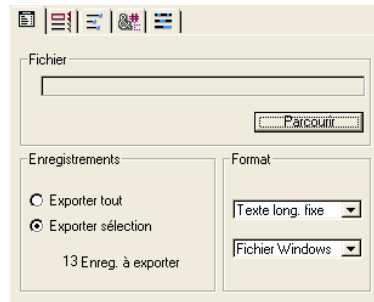 Fichier
Parcourir
Enregistrements
Exporter tout
Exporter sélection
13 Enreg. à exporter
Format
Texte long. fixe
Fichier Windows